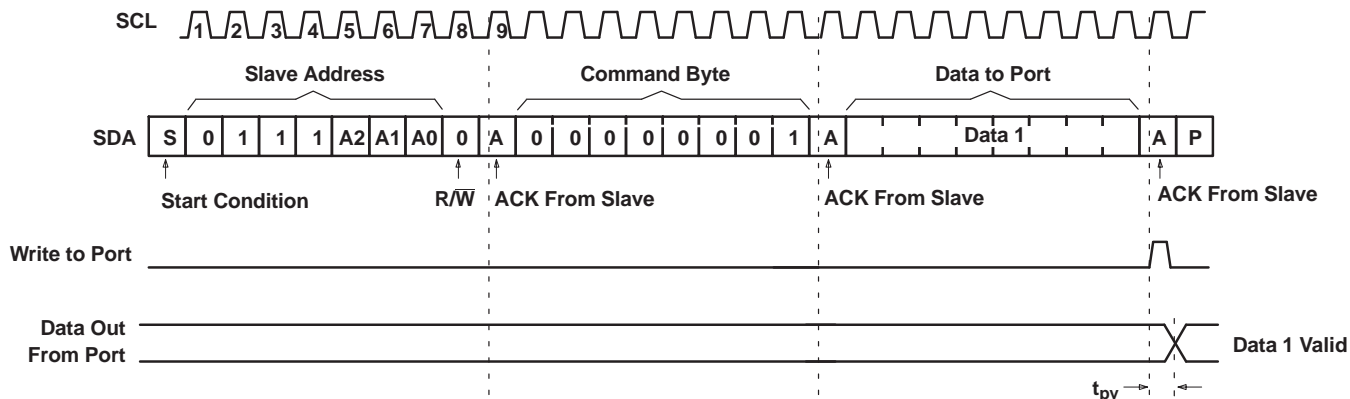 SCL
1 2 3 4 5 6 7 8 9
Slave Address Command Byte Data to Port
SDA S 0 1 1 1 A2 A1 A0 0 A 0 0 0 0 0 0 0 1 A Data 1 A P
Start Condition R/W̅ ACK From Slave ACK From Slave ACK From Slave
Write to Port
Data Out
From Port
Data 1 Valid
tpv